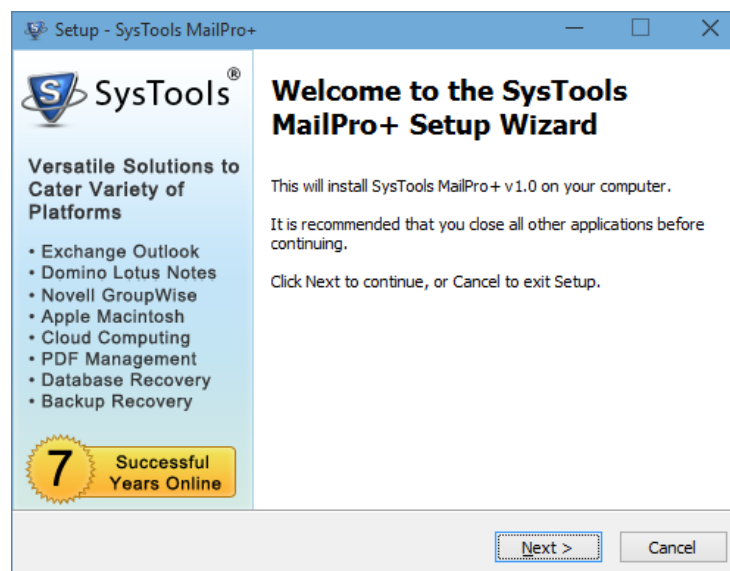 Setup - SysTools MailPro+
SysTools®
Versatile Solutions to
Cater Variety of
Platforms
• Exchange Outlook
• Domino Lotus Notes
• Novell GroupWise
• Apple Macintosh
• Cloud Computing
• PDF Management
• Database Recovery
• Backup Recovery
7 Successful
Years Online
Welcome to the SysTools
MailPro+ Setup Wizard
This will install SysTools MailPro+ v1.0 on your computer.
It is recommended that you close all other applications before
continuing.
Click Next to continue, or Cancel to exit Setup.
Next >
Cancel